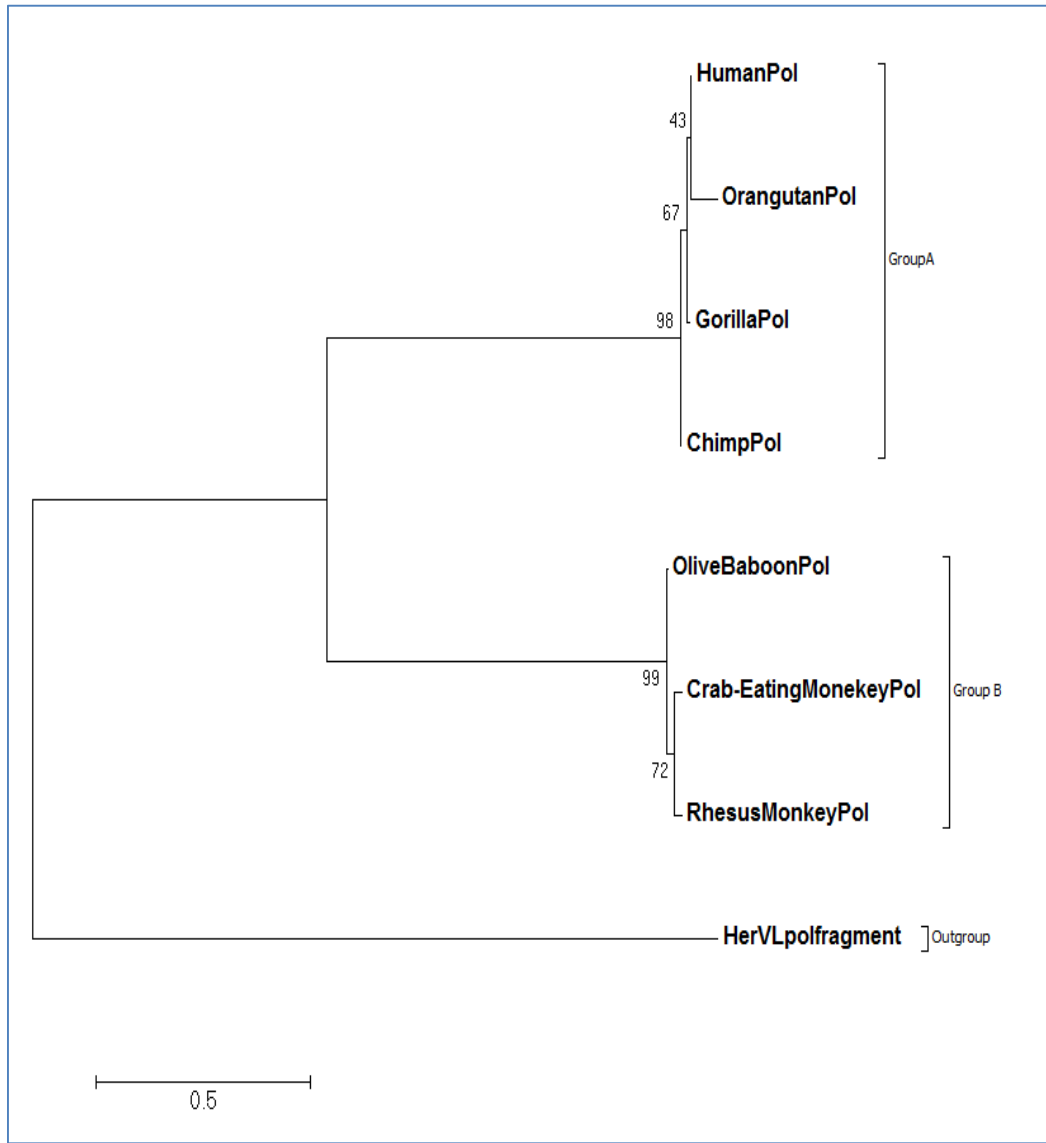 HumanPol
43
OrangutanPol
67
GroupA
GorillaPol
98
ChimpPol
OliveBaboonPol
99
Crab-EatingMonekeyPol
Group B
72
RhesusMonkeyPol
HerVLpolfragment
Outgroup
0.5